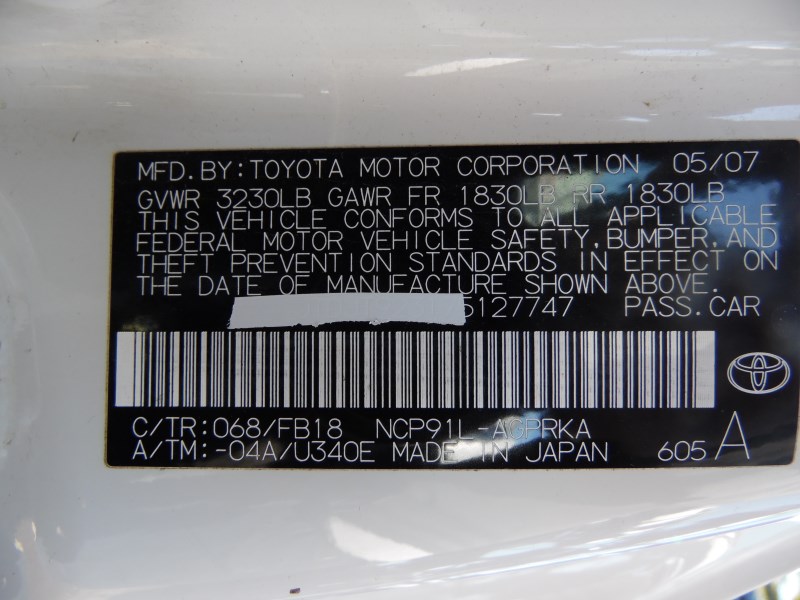 MFD.BY:TOYOTA MOTOR CORPORATION 05/07
GVWR 3230LB GAWR FR 1830LB RR 1830LB
THIS VEHICLE CONFORMS TO ALL APPLICABLE
FEDERAL MOTOR VEHICLE SAFETY,BUMPER,AND
THEFT PREVENTION STANDARDS IN EFFECT ON
THE DATE OF MANUFACTURE SHOWN ABOVE.
5127747 PASS.CAR
C/TR:068/FB18 NCP91L-AGPRKA
A/TM:-04A/U340E MADE IN JAPAN 605 A